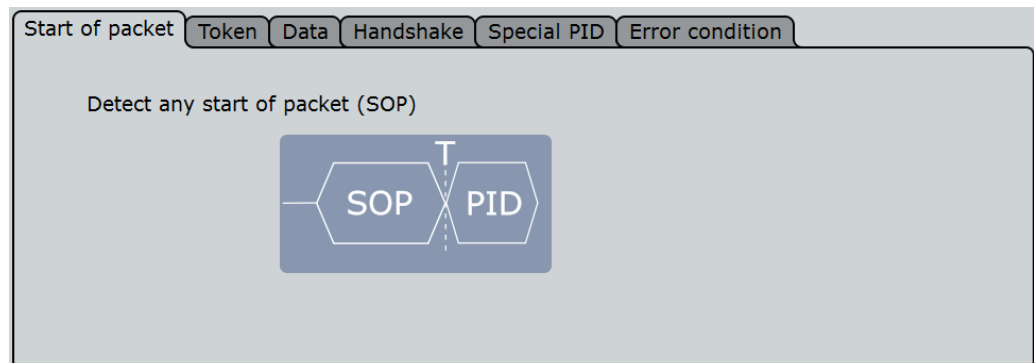 Start of packet Token Data Handshake Special PID Error condition
Detect any start of packet (SOP)
T
SOP PID